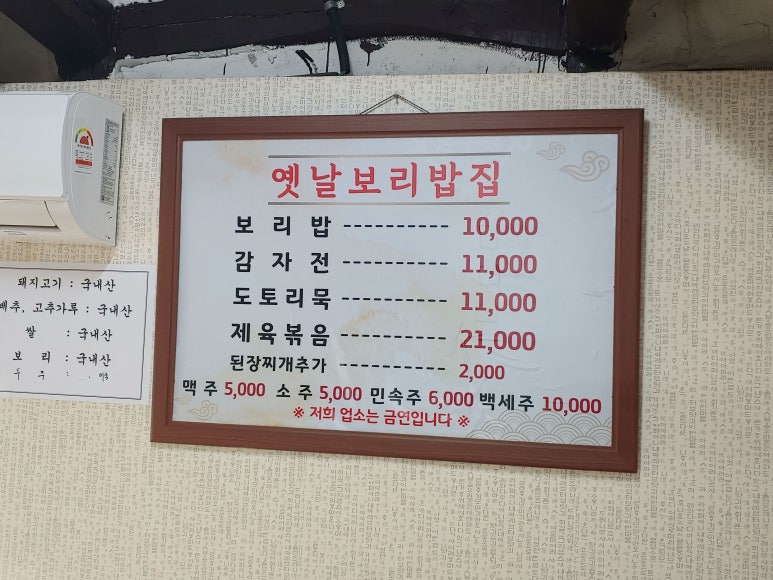 옛날보리밥집
보리밥 ---------- 10,000
감자전 ---------- 11,000
도토리묵 ---------- 11,000
제육볶음 ---------- 21,000
된장찌개추가 ---------- 2,000
맥주 5,000 소주 5,000 민속주 6,000 백세주 10,000
※ 저희 업소는 금연입니다 ※
돼지고기 : 국내산
배추, 고추가루 : 국내산
쌀 : 국내산
보리 : 국내산